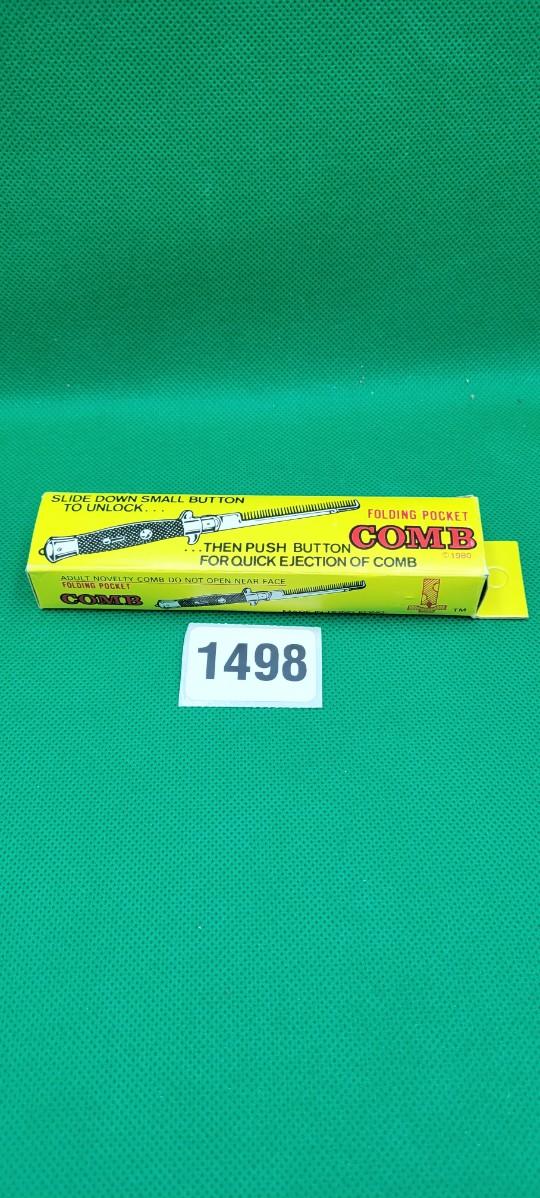 SLIDE DOWN SMALL BUTTON
TO UNLOCK...
FOLDING POCKET
COMB
...THEN PUSH BUTTON
FOR QUICK EJECTION OF COMB
©1980
ADULT NOVELTY COMB DO NOT OPEN NEAR FACE
FOLDING POCKET
COMB
TM
1498